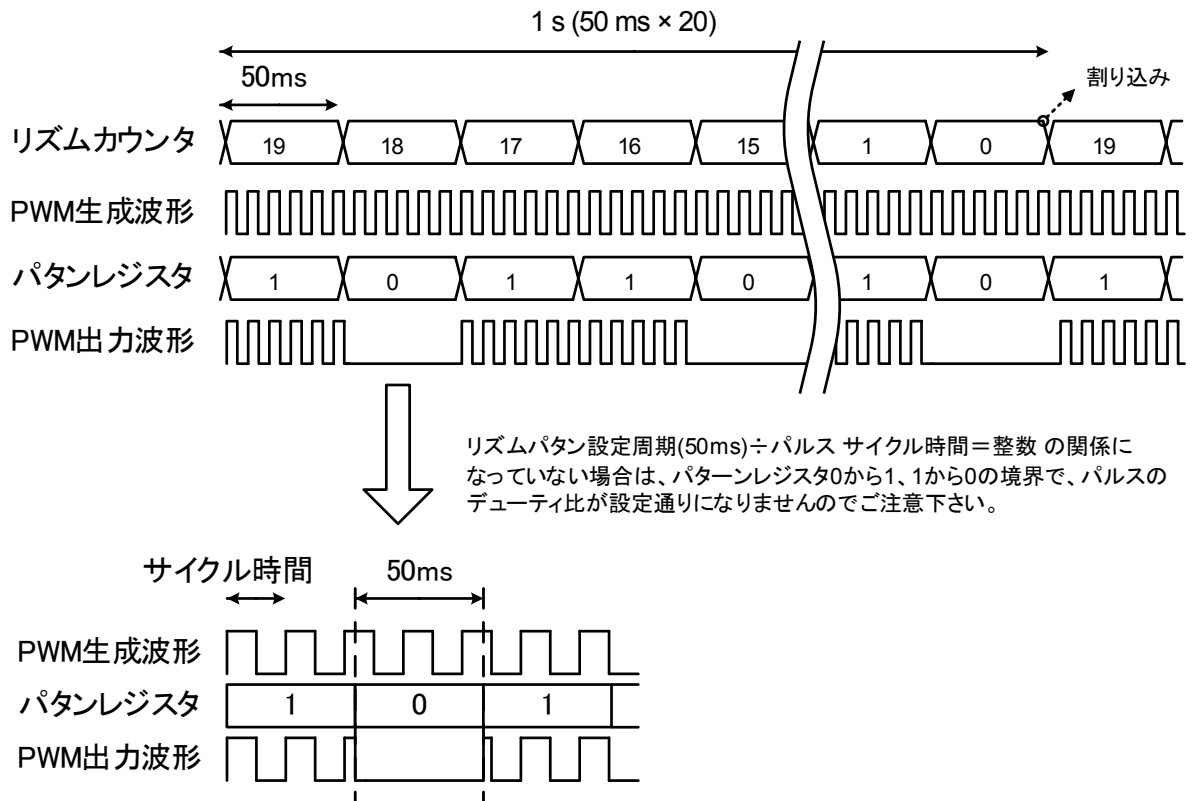 1 s (50 ms × 20)
50ms
割り込み
リズムカウンタ 19 18 17 16 15 1 0 19
PWM生成波形
パタンレジスタ 1 0 1 1 0 1 0 1
PWM出力波形
リズムパタン設定周期(50ms)÷パルス サイクル時間＝整数 の関係に
なっていない場合は、パターンレジスタ0から1、1から0の境界で、パルスの
デューティ比が設定通りになりませんのでご注意下さい。
サイクル時間 50ms
PWM生成波形
パタンレジスタ 1 0 1
PWM出力波形